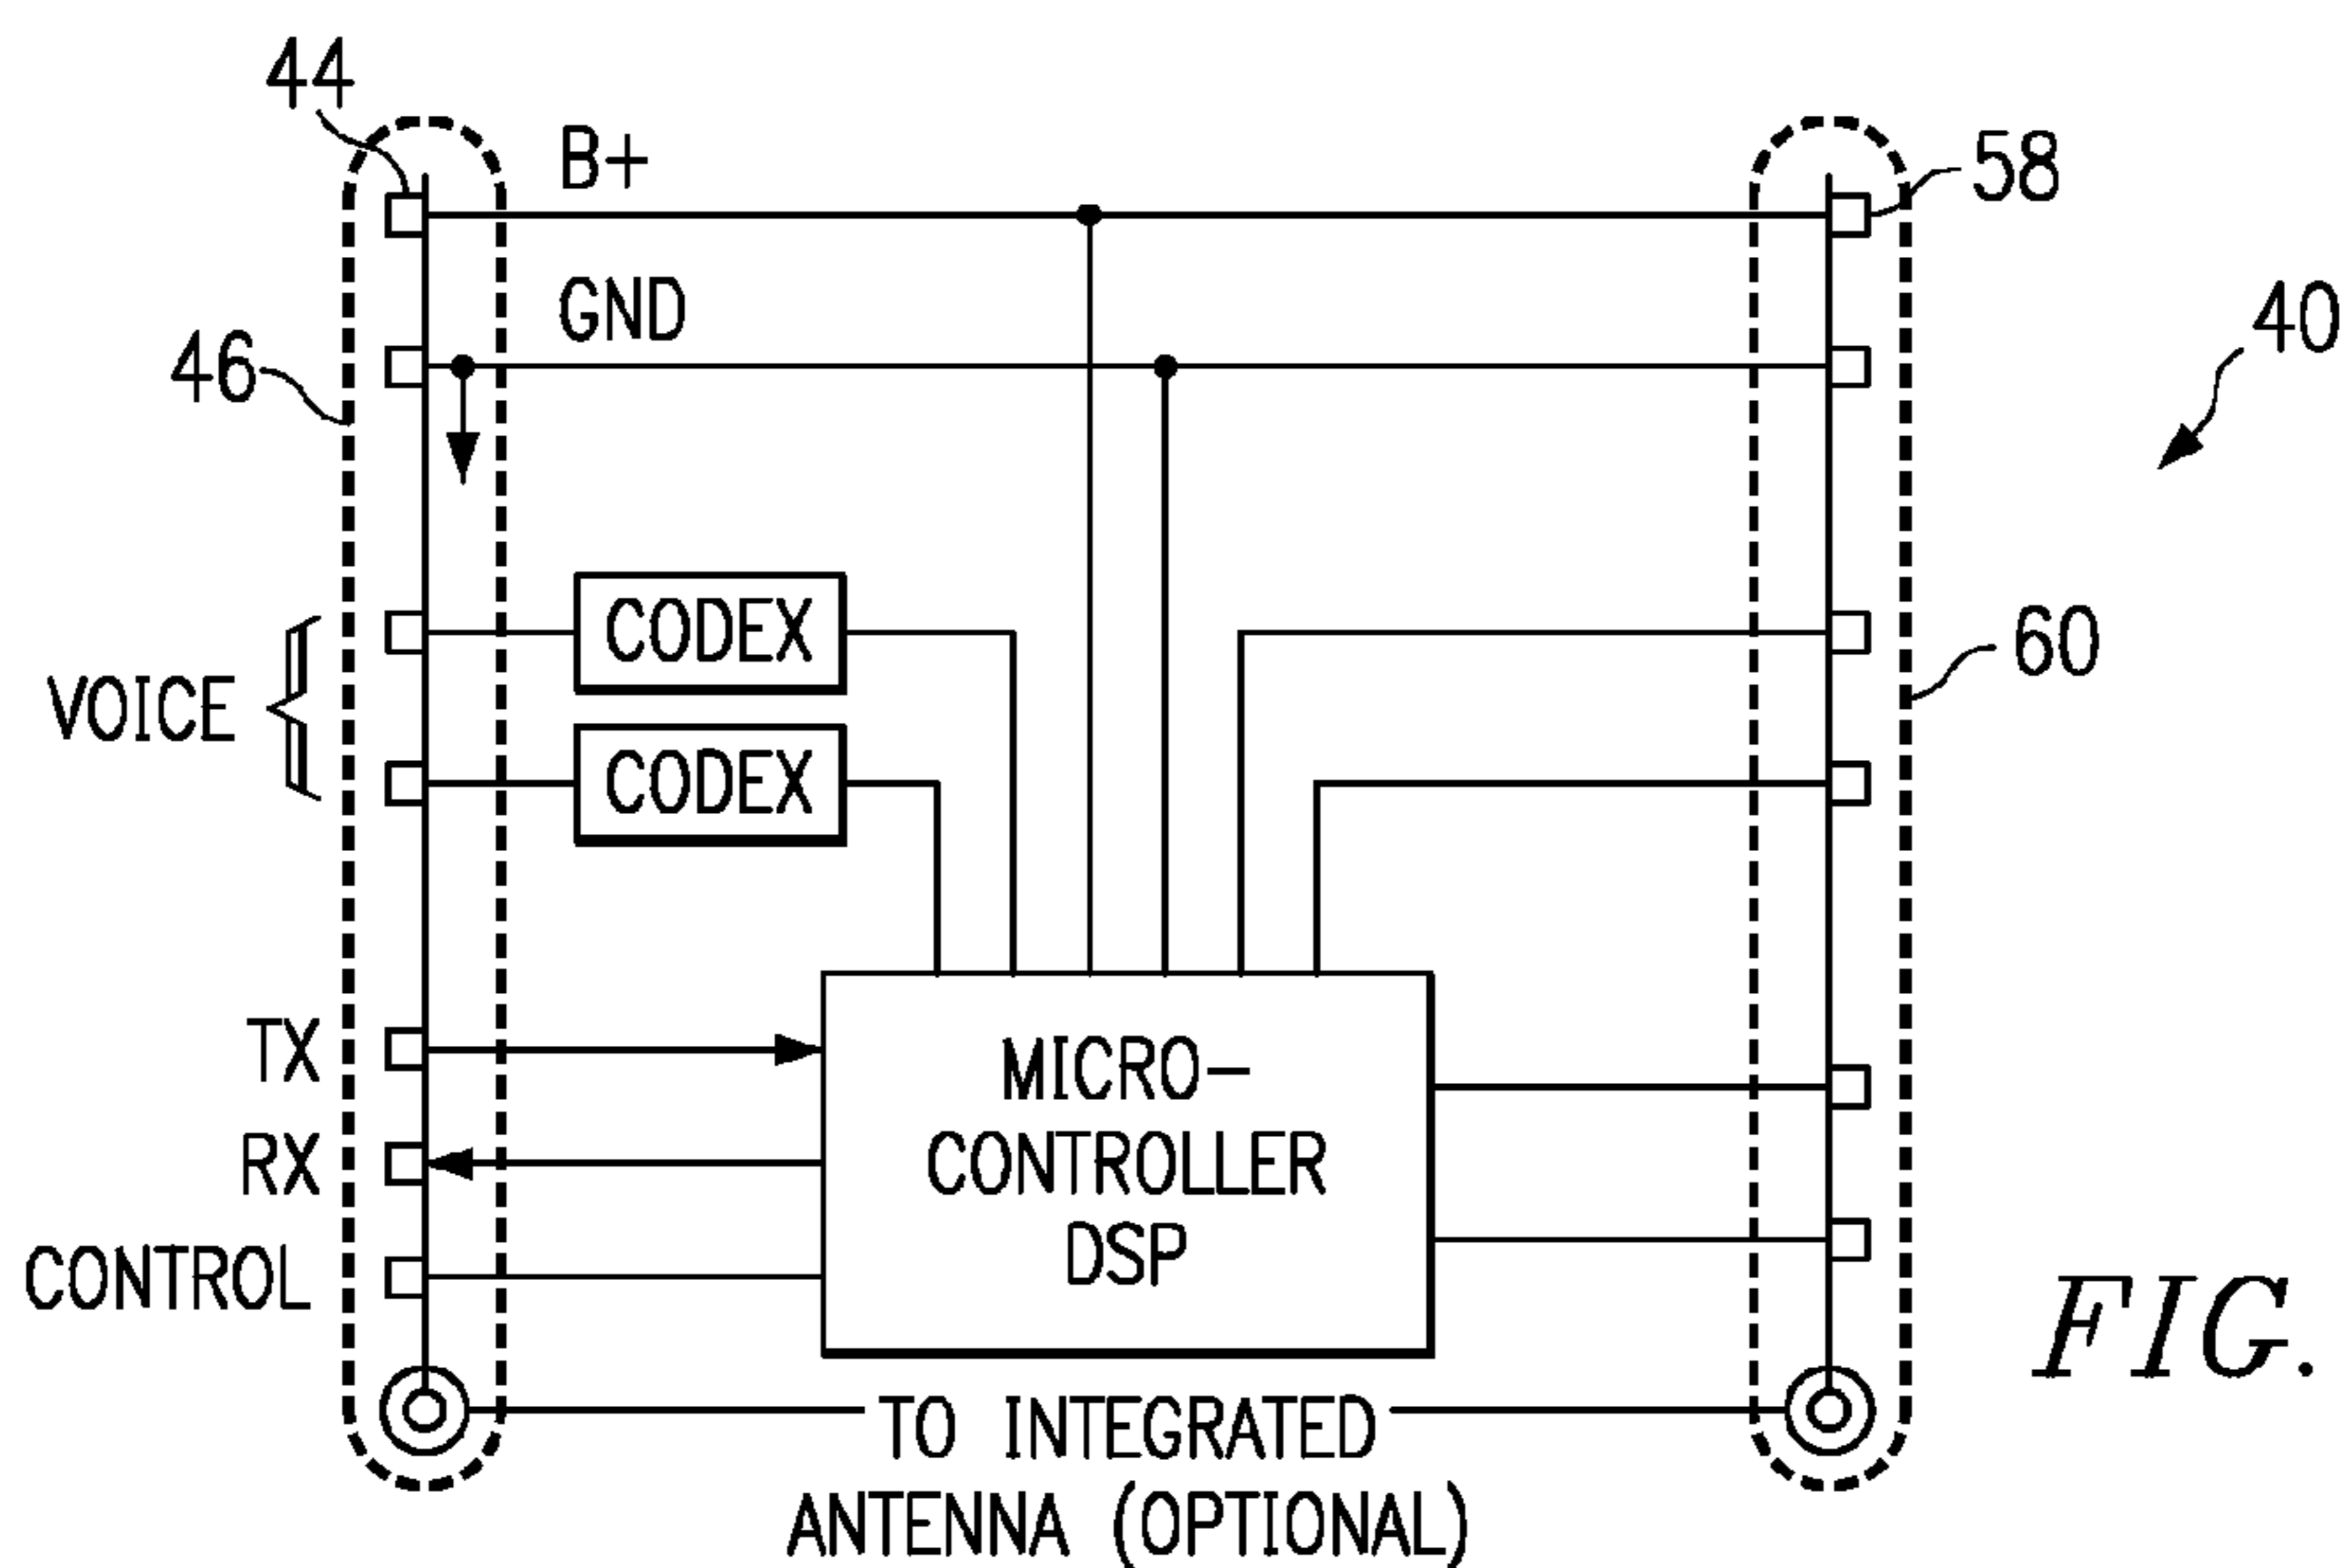 44
B+
58
GND
40
46
CODEX
60
VOICE
CODEX
TX
MICRO-
CONTROLLER
DSP
RX
CONTROL
FIG.
TO INTEGRATED
ANTENNA (OPTIONAL)